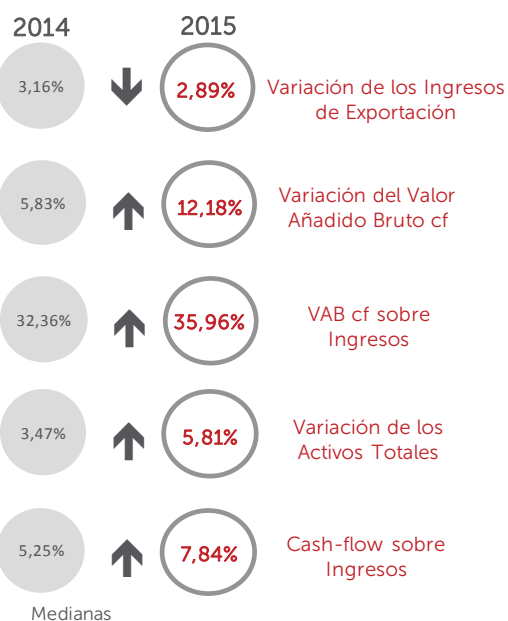 2014
2015
3,16%
2,89%
Variación de los Ingresos
de Exportación
5,83%
12,18%
Variación del Valor
Añadido Bruto cf
32,36%
35,96%
VAB cf sobre
Ingresos
3,47%
5,81%
Variación de los
Activos Totales
5,25%
7,84%
Cash-flow sobre
Ingresos
Medianas